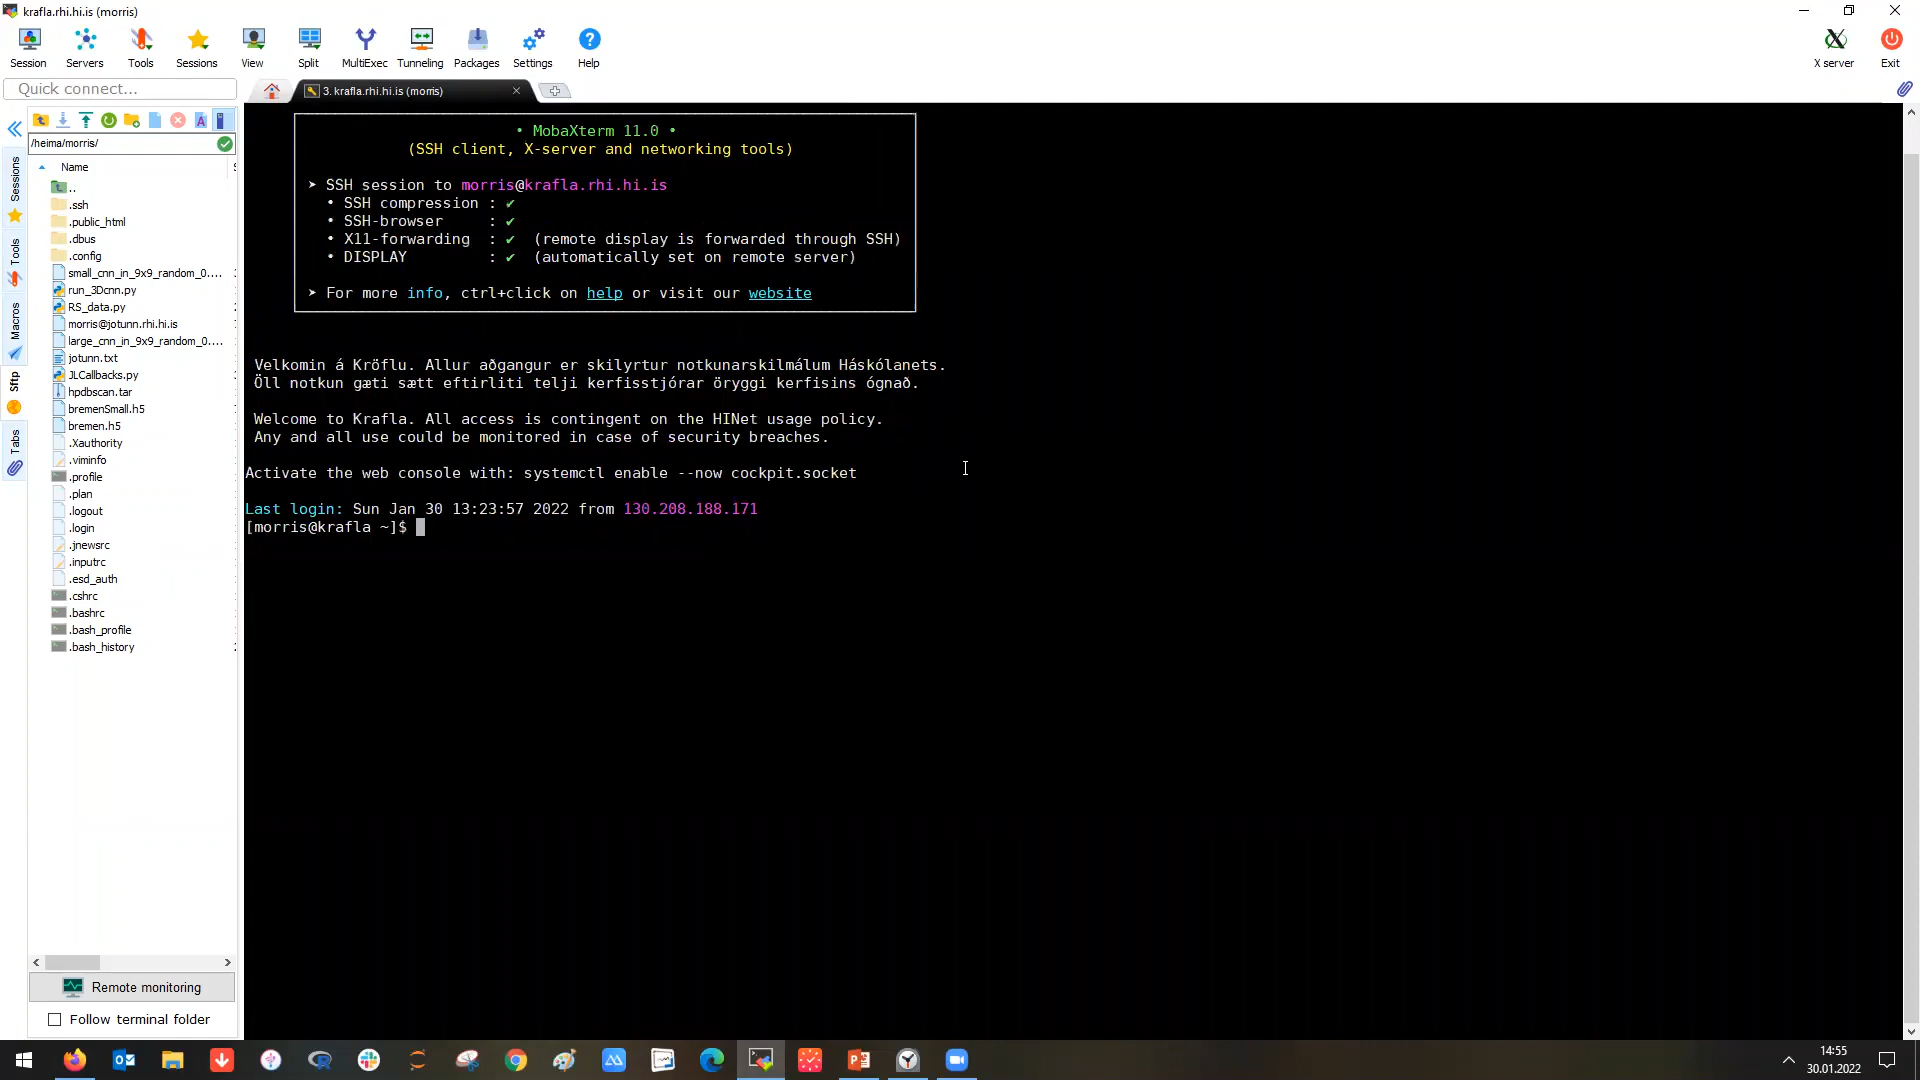 krafla.rhi.hi.is (morris)
Session
Servers
Tools
Sessions
View
Split
MultiExec
Tunneling
Packages
Settings
Help
X server
Exit
Quick connect...
3. krafla.rhi.hi.is (morris)
/heima/morris/
Name
..
.ssh
.public_html
.dbus
.config
small_cnn_in_9x9_random_0....
run_3Dcnn.py
RS_data.py
morris@jotunn.rhi.hi.is
large_cnn_in_9x9_random_0....
jotunn.txt
JLCallbacks.py
hpdbscan.tar
bremenSmall.h5
bremen.h5
.Xauthority
.viminfo
.profile
.plan
.logout
.login
.jnewsrc
.inputrc
.esd_auth
.cshrc
.bashrc
.bash_profile
.bash_history
Sessions
Tools
Macros
Sftp
Tabs
Remote monitoring
Follow terminal folder
• MobaXterm 11.0 •
(SSH client, X-server and networking tools)
➤ SSH session to morris@krafla.rhi.hi.is
• SSH compression : ✔
• SSH-browser : ✔
• X11-forwarding : ✔ (remote display is forwarded through SSH)
• DISPLAY : ✔ (automatically set on remote server)
➤ For more info, ctrl+click on help or visit our website
Velkomin á Kröflu. Allur aðgangur er skilyrtur notkunarskilmálum Háskólanets.
Öll notkun gæti sætt eftirliti telji kerfisstjórar öryggi kerfisins ógnað.
Welcome to Krafla. All access is contingent on the HINet usage policy.
Any and all use could be monitored in case of security breaches.
Activate the web console with: systemctl enable --now cockpit.socket
Last login: Sun Jan 30 13:23:57 2022 from 130.208.188.171
[morris@krafla ~]$
14:55
30.01.2022